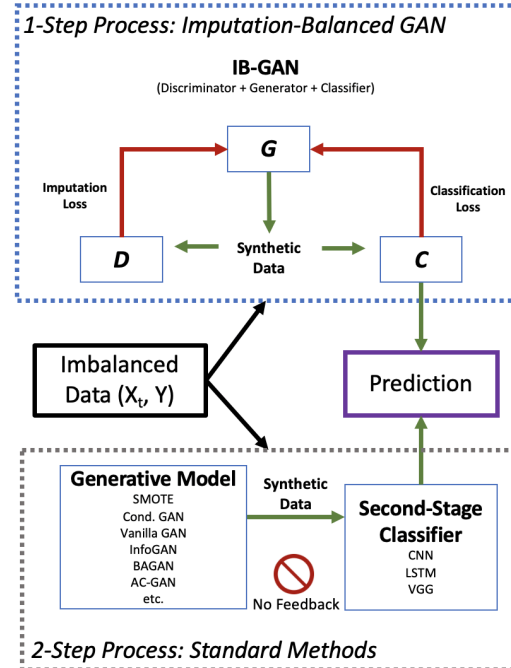 1-Step Process: Imputation-Balanced GAN
IB-GAN
(Discriminator + Generator + Classifier)
G
Imputation
Loss
Classification
Loss
D
Synthetic
Data
C
Imbalanced
Data (Xt, Y)
Prediction
Generative Model
SMOTE
Cond. GAN
Vanilla GAN
InfoGAN
BAGAN
AC-GAN
etc.
Synthetic
Data
No Feedback
Second-Stage
Classifier
CNN
LSTM
VGG
2-Step Process: Standard Methods